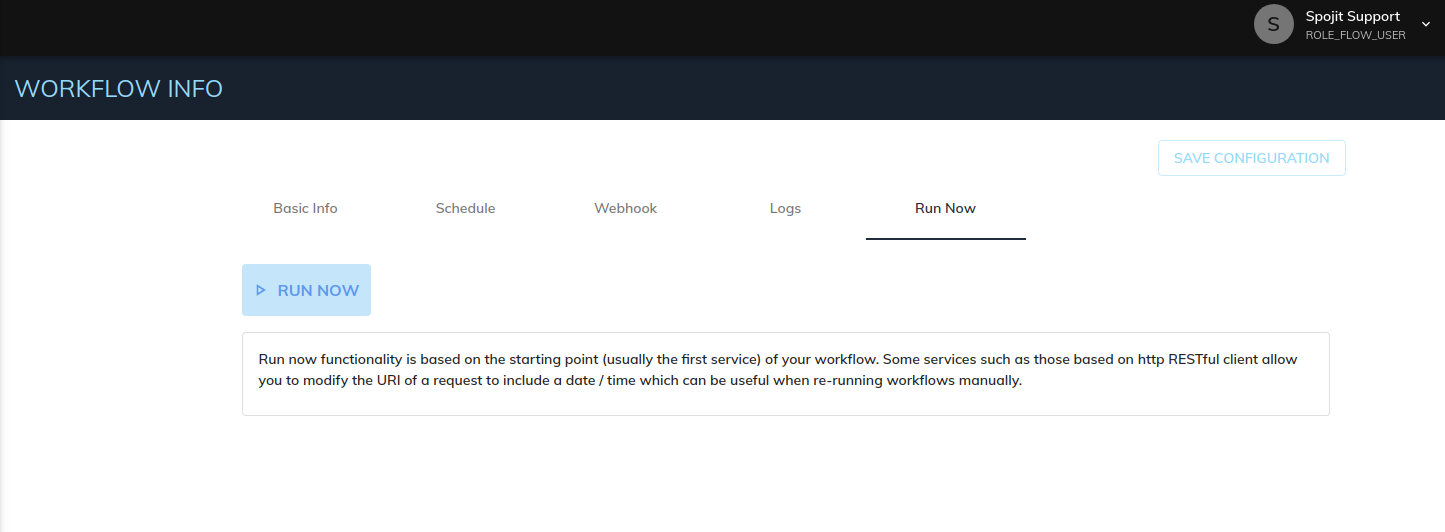 S
Spojit Support
ROLE_FLOW_USER
WORKFLOW INFO
SAVE CONFIGURATION
Basic Info
Schedule
Webhook
Logs
Run Now
RUN NOW
Run now functionality is based on the starting point (usually the first service) of your workflow. Some services such as those based on http RESTful client allow
you to modify the URI of a request to include a date / time which can be useful when re-running workflows manually.